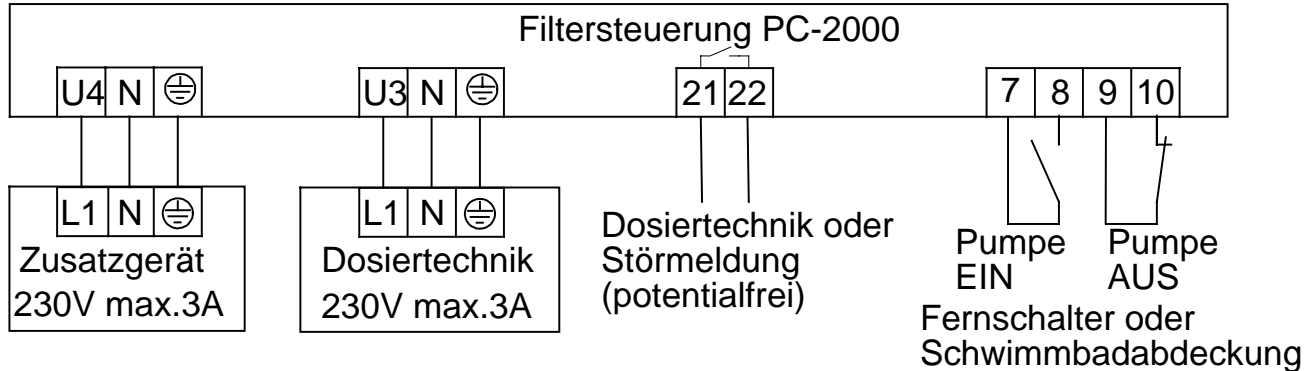 Filtersteuerung PC-2000
U4 N
U3 N
21 22
7 8 9 10
L1 N
Zusatzgerät
230V max.3A
L1 N
Dosiertechnik
230V max.3A
Dosiertechnik oder
Störmeldung
(potentialfrei)
Pumpe
EIN
Pumpe
AUS
Fernschalter oder
Schwimmbadabdeckung